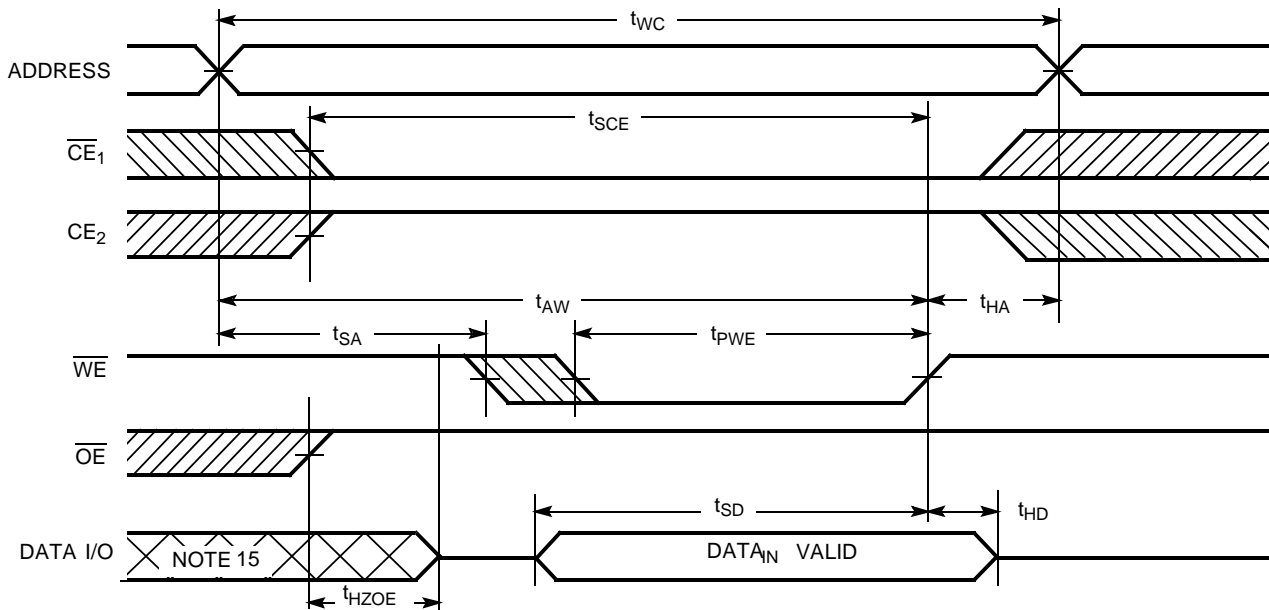 tWC
ADDRESS
tSCE
CE1
CE2
tAW
tHA
tSA
tPWE
WE
OE
tSD
tHD
DATA I/O
NOTE 15
DATAIN VALID
tHZOE